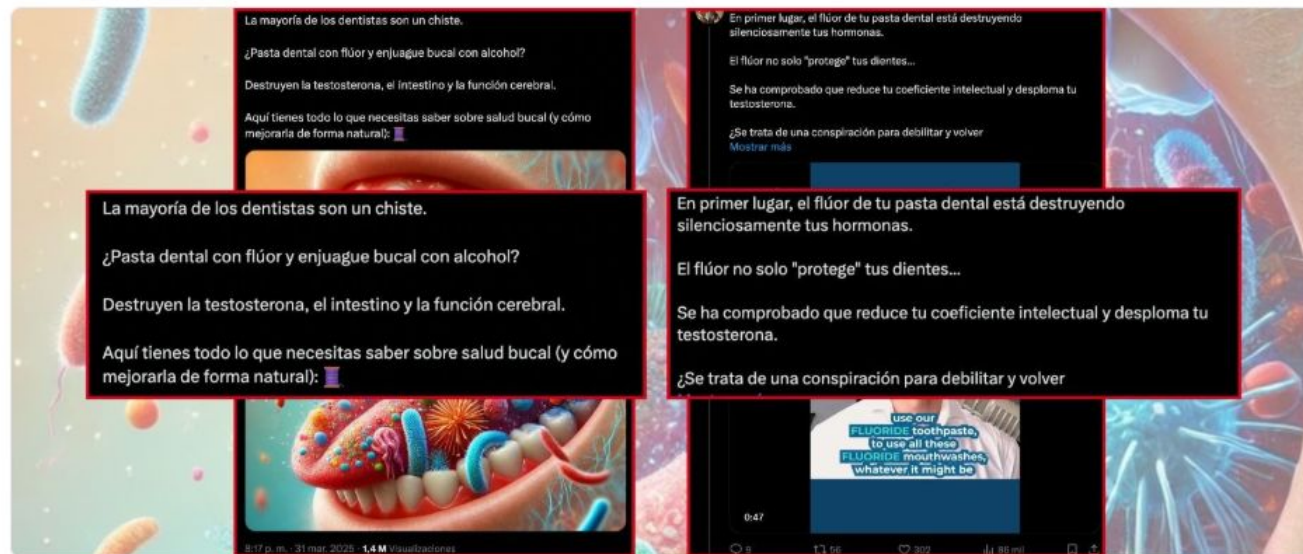 La mayoría de los dentistas son un chiste.
¿Pasta dental con flúor y enjuague bucal con alcohol?
Destruyen la testosterona, el intestino y la función cerebral.
Aquí tienes todo lo que necesitas saber sobre salud bucal (y cómo
mejorarla de forma natural):
La mayoría de los dentistas son un chiste.
¿Pasta dental con flúor y enjuague bucal con alcohol?
Destruyen la testosterona, el intestino y la función cerebral.
Aquí tienes todo lo que necesitas saber sobre salud bucal (y cómo
mejorarla de forma natural):
8:17 p. m. · 31 mar. 2025 · 1,4 M Visualizaciones
En primer lugar, el flúor de tu pasta dental está destruyendo
silenciosamente tus hormonas.
El flúor no solo "protege" tus dientes...
Se ha comprobado que reduce tu coeficiente intelectual y desploma tu
testosterona.
¿Se trata de una conspiración para debilitar y volver
Mostrar más
En primer lugar, el flúor de tu pasta dental está destruyendo
silenciosamente tus hormonas.
El flúor no solo "protege" tus dientes...
Se ha comprobado que reduce tu coeficiente intelectual y desploma tu
testosterona.
¿Se trata de una conspiración para debilitar y volver
use our
FLUORIDE toothpaste,
to use all these
FLUORIDE mouthwashes,
whatever it might be
0:47
9 56 302 86 mil